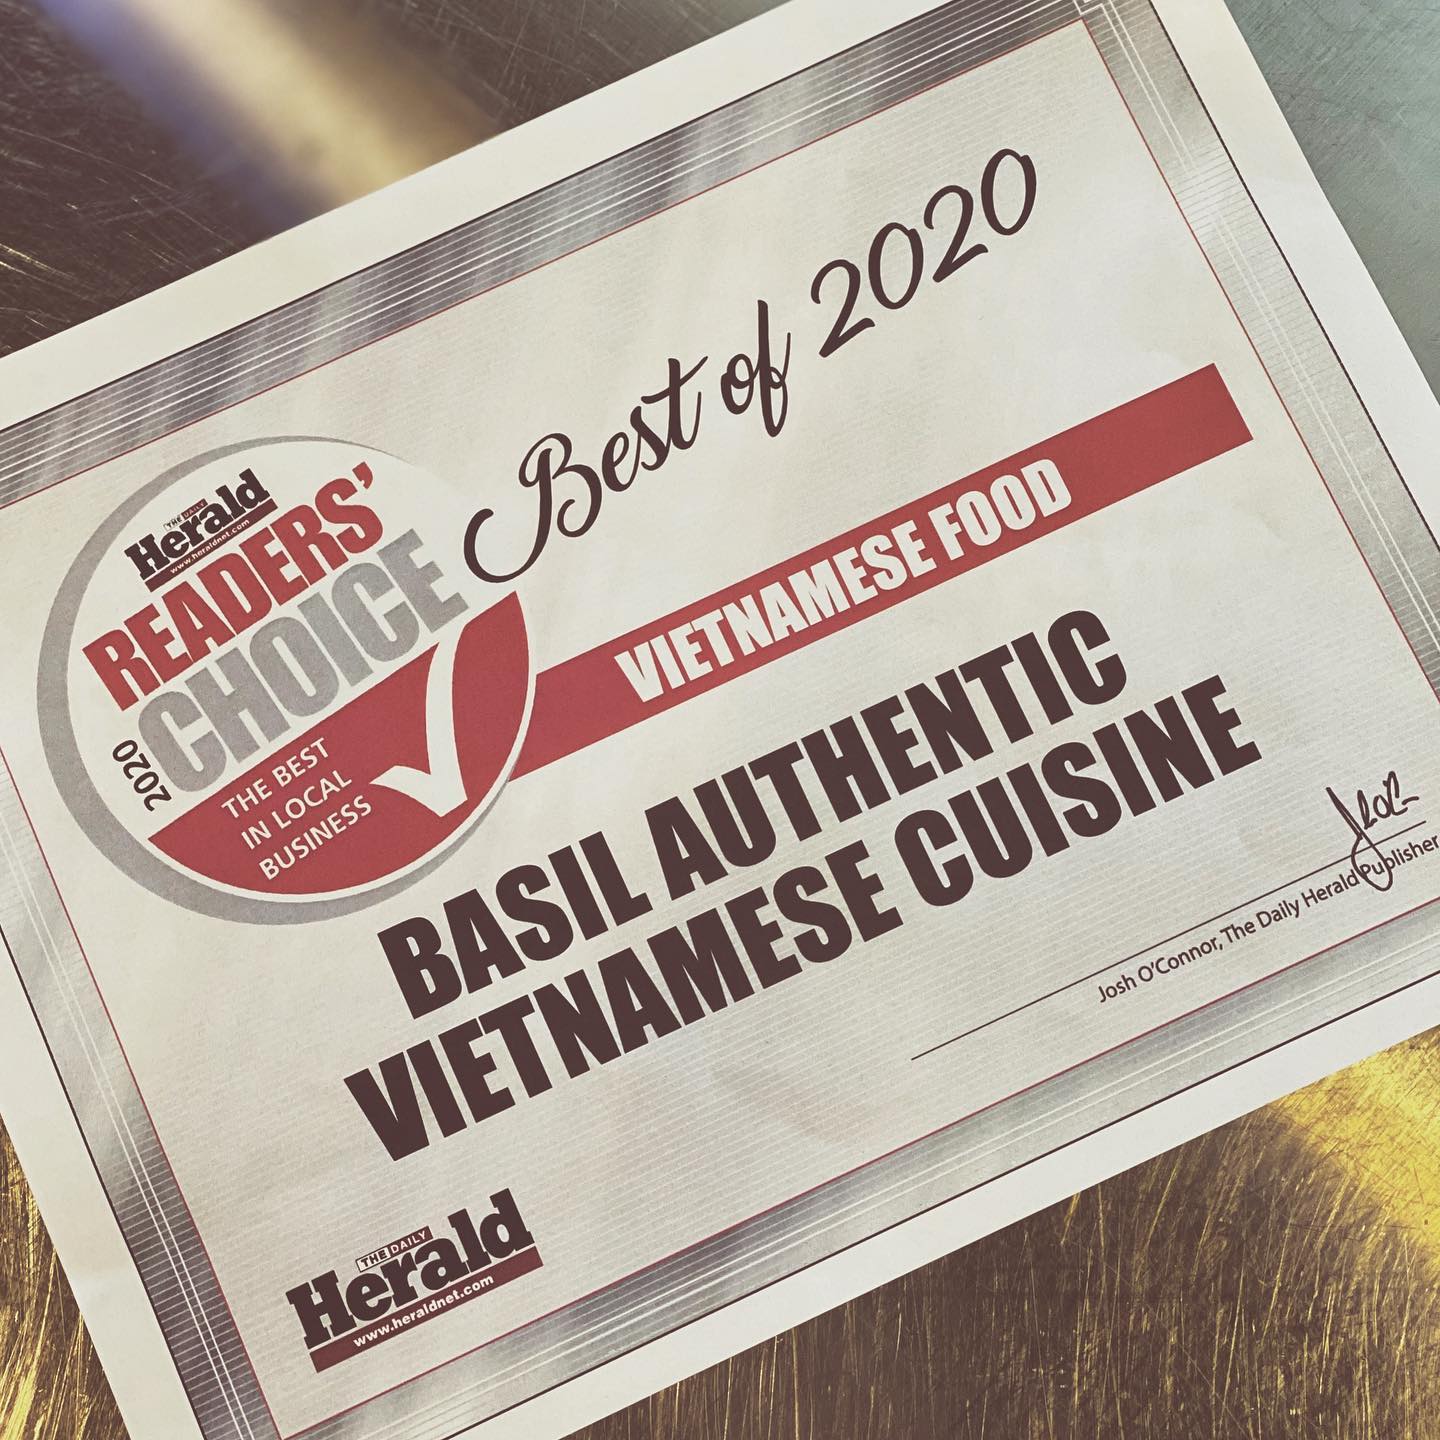 Best of 2020
THE DAILY
Herald
www.heraldnet.com
READERS'
CHOICE
2020
THE BEST
IN LOCAL
BUSINESS
VIETNAMESE FOOD
BASIL AUTHENTIC
VIETNAMESE CUISINE
Josh O'Connor, The Daily Herald Publisher
THE DAILY
Herald
www.heraldnet.com